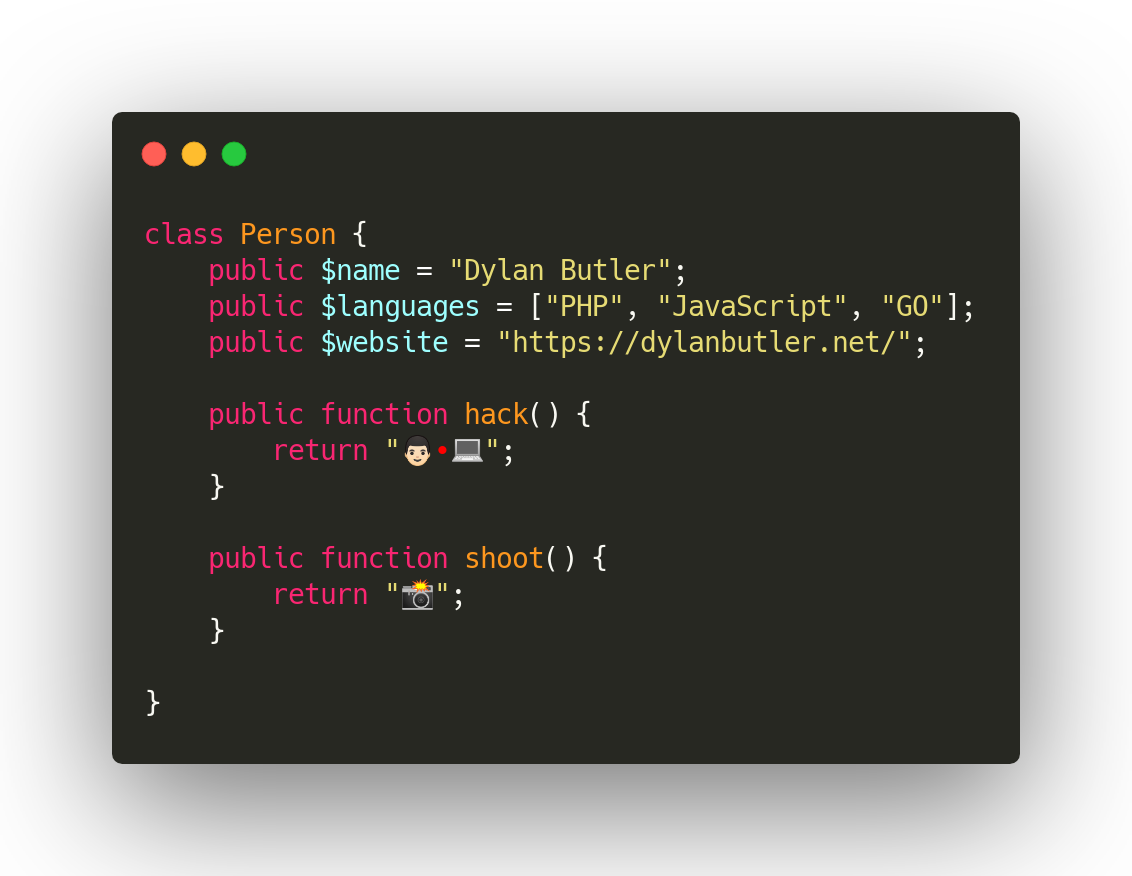 class Person {
    public $name = "Dylan Butler";
    public $languages = ["PHP", "JavaScript", "GO"];
    public $website = "https://dylanbutler.net/";

    public function hack() {
        return "👨🏻•💻";
    }

    public function shoot() {
        return "📸";
    }

}